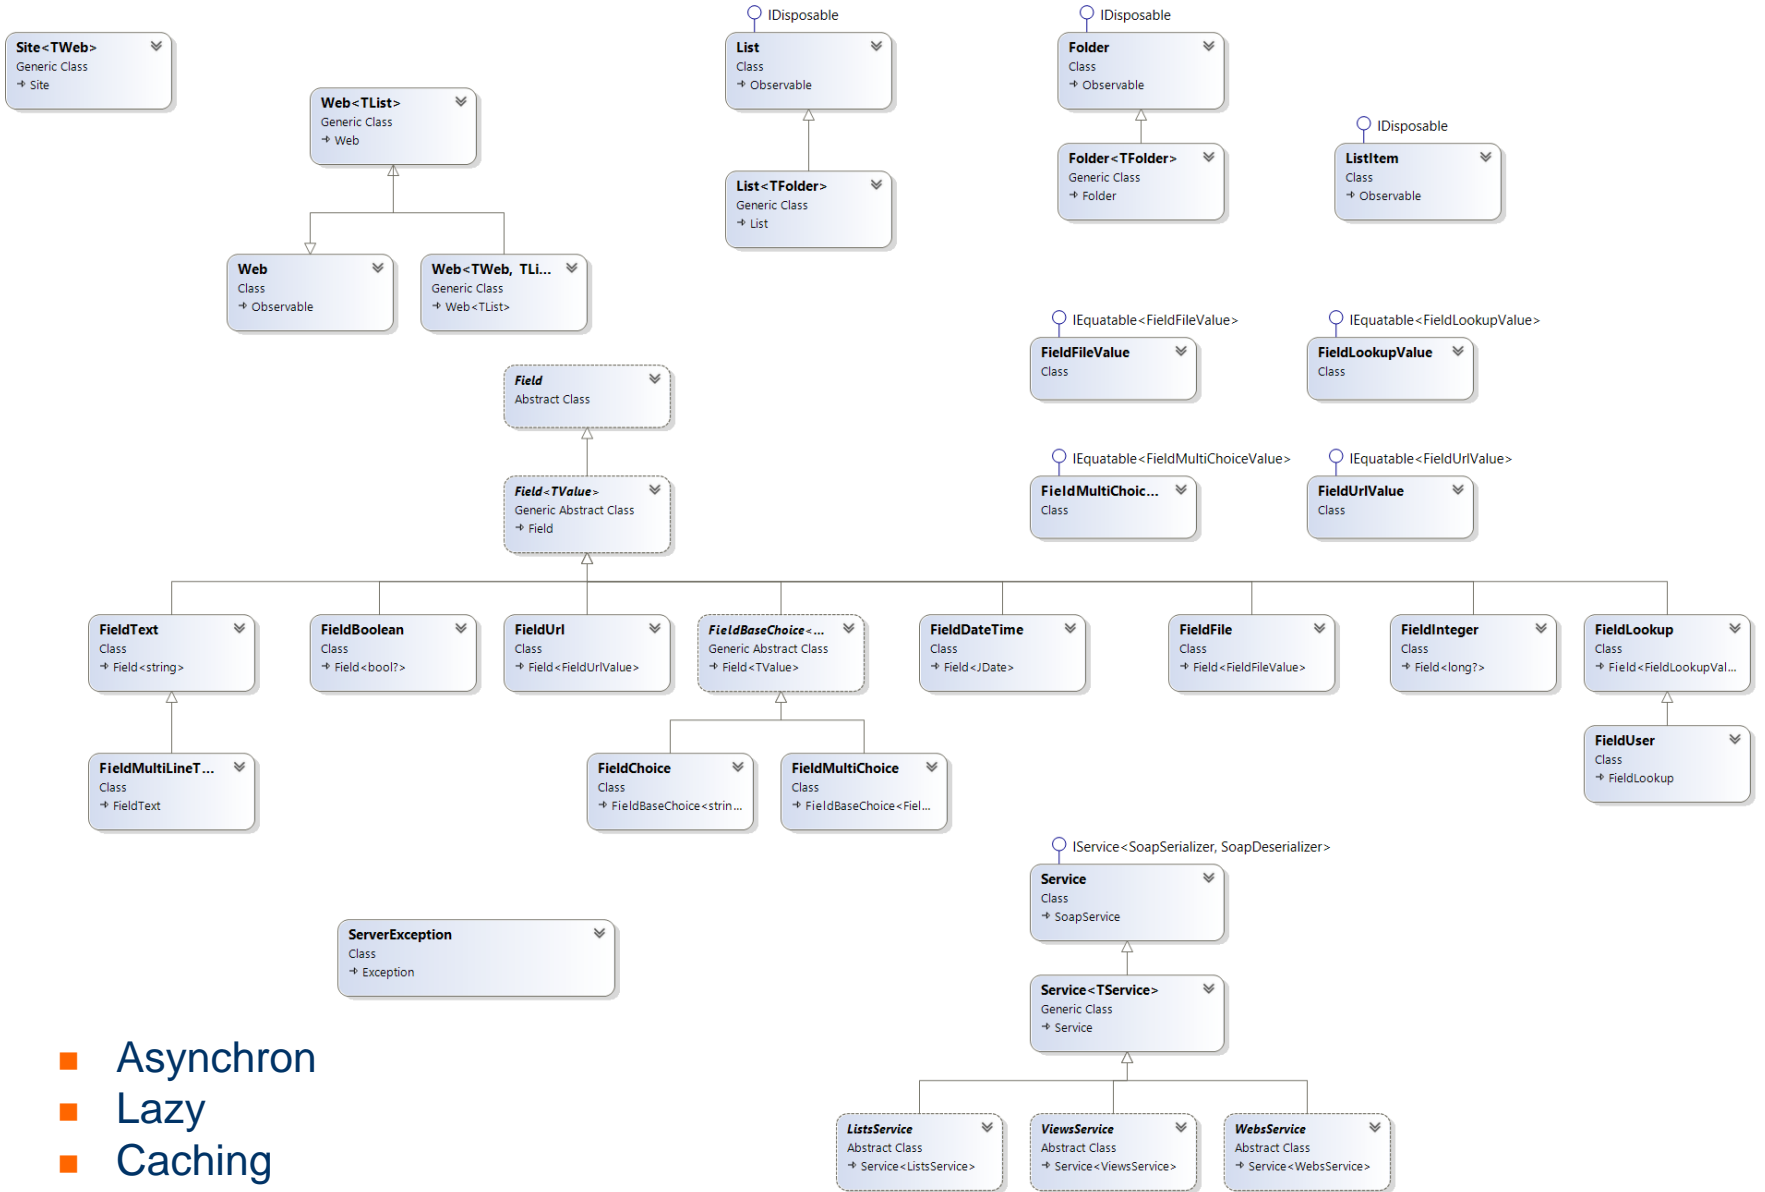 IDisposable
List
Class
Observable
IDisposable
Folder
Class
Observable
Site<TWeb>
Generic Class
Site
Web<TList>
Generic Class
Web
IDisposable
ListItem
Class
Observable
List<TFolder>
Generic Class
List
Folder<TFolder>
Generic Class
Folder
Web
Class
Observable
Web<TWeb, TLi...
Generic Class
Web<TList>
IEquatable<FieldFileValue>
FieldFileValue
Class
IEquatable<FieldLookupValue>
FieldLookupValue
Class
Field
Abstract Class
IEquatable<FieldMultiChoiceValue>
FieldMultiChoic...
Class
IEquatable<FieldUrlValue>
FieldUrlValue
Class
Field<TValue>
Generic Abstract Class
Field
FieldText
Class
Field<string>
FieldBoolean
Class
Field<bool?>
FieldUrl
Class
Field<FieldUrlValue>
FieldBaseChoice<...
Generic Abstract Class
Field<TValue>
FieldDateTime
Class
Field<JDate>
FieldFile
Class
Field<FieldFileValue>
FieldInteger
Class
Field<long?>
FieldLookup
Class
Field<FieldLookupVal...
FieldMultiLineT...
Class
FieldText
FieldChoice
Class
FieldBaseChoice<strin...
FieldMultiChoice
Class
FieldBaseChoice<Fiel...
FieldUser
Class
FieldLookup
IService<SoapSerializer, SoapDeserializer>
Service
Class
SoapService
ServerException
Class
Exception
Service<TService>
Generic Class
Service
ListsService
Abstract Class
Service<ListsService>
ViewsService
Abstract Class
Service<ViewsService>
WebsService
Abstract Class
Service<WebsService>
Asynchron
Lazy
Caching